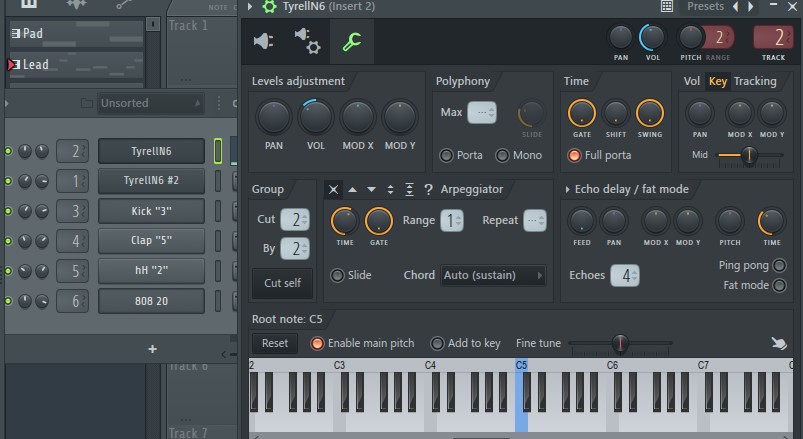 NOTE C
TyrellN6 (Insert 2)
Presets
Track 1
Pad
Lead
Unsorted
2 TyrellN6
1 TyrellN6 #2
3 Kick "3"
4 Clap "5"
5 hH "2"
6 808 20
+
Track 7
2 2
PAN VOL PITCH RANGE TRACK
Levels adjustment
PAN VOL MOD X MOD Y
Polyphony
Max ---
SLIDE
Porta Mono
Time
GATE SHIFT SWING
Full porta
Vol Key Tracking
PAN MOD X MOD Y
Mid
Group
Cut 2
By 2
Cut self
? Arpeggiator
TIME GATE
Range 1 Repeat ---
Slide Chord Auto (sustain)
Echo delay / fat mode
FEED PAN MOD X MOD Y PITCH TIME
Echoes 4
Ping pong
Fat mode
Root note: C5
Reset Enable main pitch Add to key Fine tune
2 C3 C4 C5 C6 C7